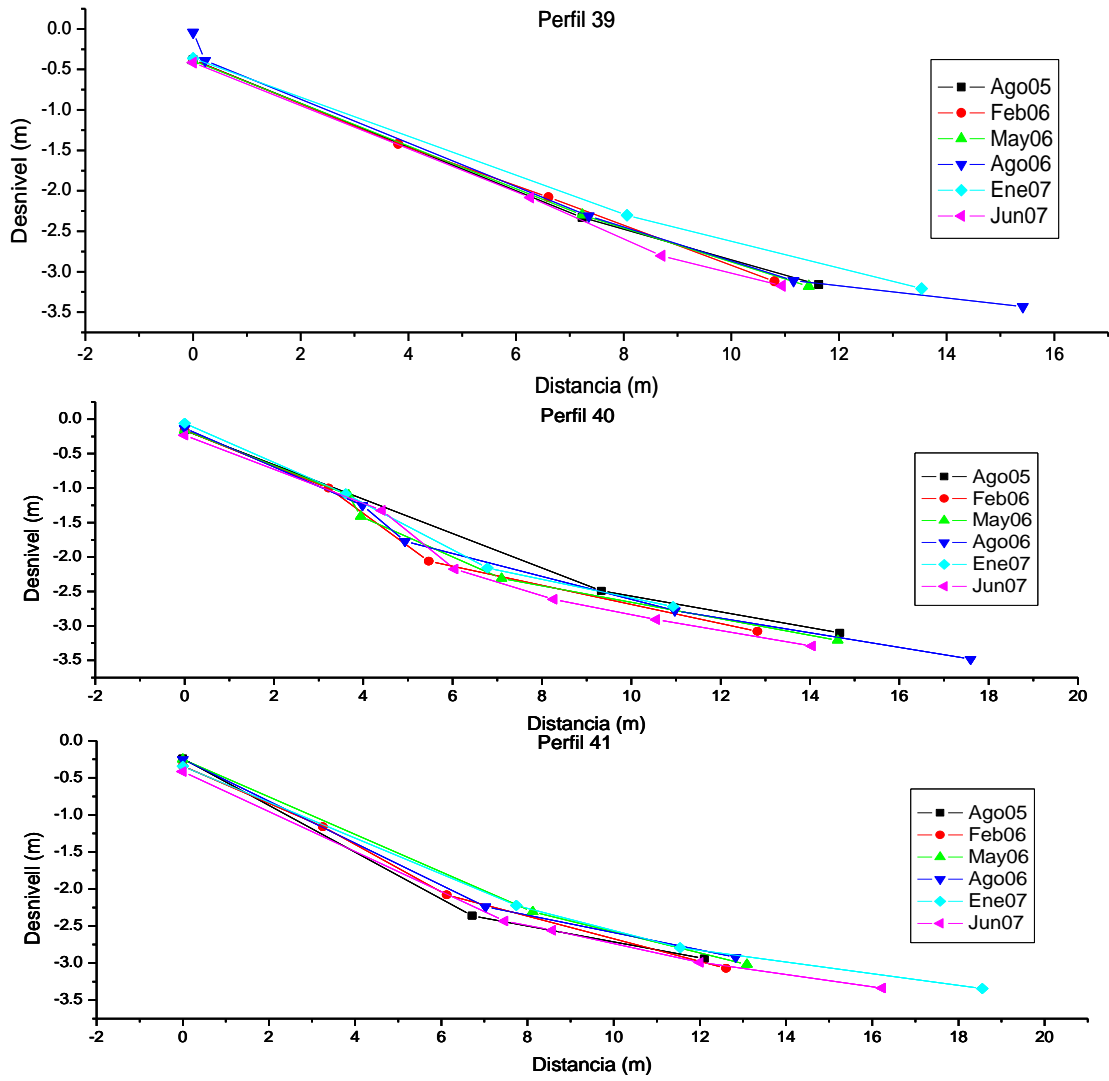 Perfil 39
0.0
-0.5
-1.0
-1.5
-2.0
-2.5
-3.0
-3.5
Desnivel (m)
Ago05
Feb06
May06
Ago06
Ene07
Jun07
-2 0 2 4 6 8 10 12 14 16
Distancia (m)
Perfil 40
0.0
-0.5
-1.0
-1.5
-2.0
-2.5
-3.0
-3.5
Desnivel (m)
Ago05
Feb06
May06
Ago06
Ene07
Jun07
-2 0 2 4 6 8 10 12 14 16 18 20
Distancia (m)
Perfil 41
0.0
-0.5
-1.0
-1.5
-2.0
-2.5
-3.0
-3.5
Desnivell (m)
Ago05
Feb06
May06
Ago06
Ene07
Jun07
-2 0 2 4 6 8 10 12 14 16 18 20
Distancia (m)